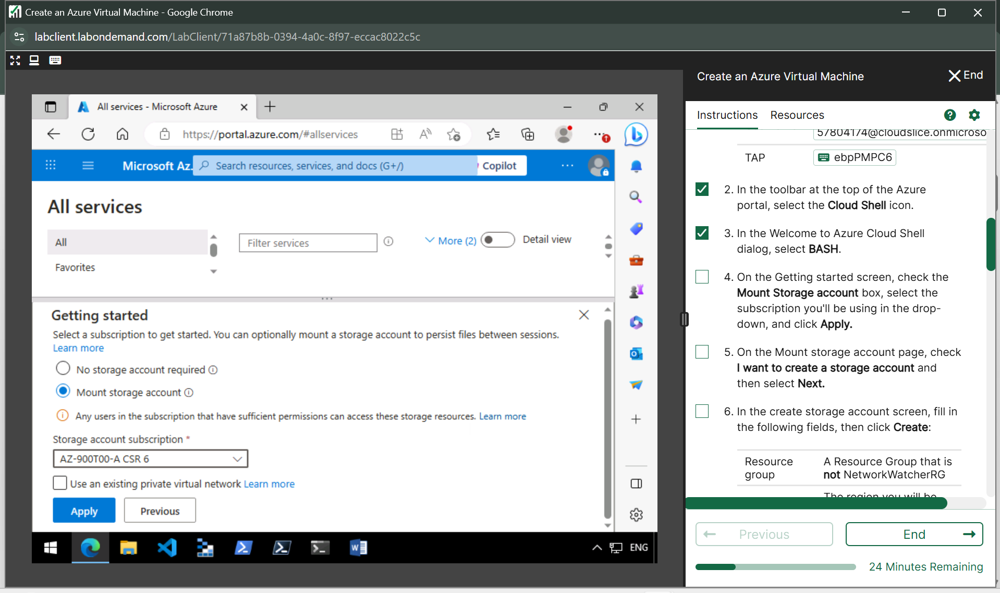 Create an Azure Virtual Machine - Google Chrome
labclient.labondemand.com/LabClient/71a87b8b-0394-4a0c-8f97-eccac8022c5c
Create an Azure Virtual Machine
End
All services - Microsoft Azure
https://portal.azure.com/#allservices
Microsoft Az.
Search resources, services, and docs (G+/)
Copilot
All services
All
Favorites
Filter services
More (2)
Detail view
Getting started
Select a subscription to get started. You can optionally mount a storage account to persist files between sessions.
Learn more
No storage account required
Mount storage account
Any users in the subscription that have sufficient permissions can access these storage resources. Learn more
Storage account subscription *
AZ-900T00-A CSR 6
Use an existing private virtual network Learn more
Apply
Previous
ENG
Instructions
Resources
57804174@cloudslice.onmicroso
TAP
ebpPMPC6
2. In the toolbar at the top of the Azure
portal, select the Cloud Shell icon.
3. In the Welcome to Azure Cloud Shell
dialog, select BASH.
4. On the Getting started screen, check the
Mount Storage account box, select the
subscription you'll be using in the drop-
down, and click Apply.
5. On the Mount storage account page, check
I want to create a storage account and
then select Next.
6. In the create storage account screen, fill in
the following fields, then click Create:
Resource
group
A Resource Group that is
not NetworkWatcherRG
The region you will be
Previous
End
24 Minutes Remaining